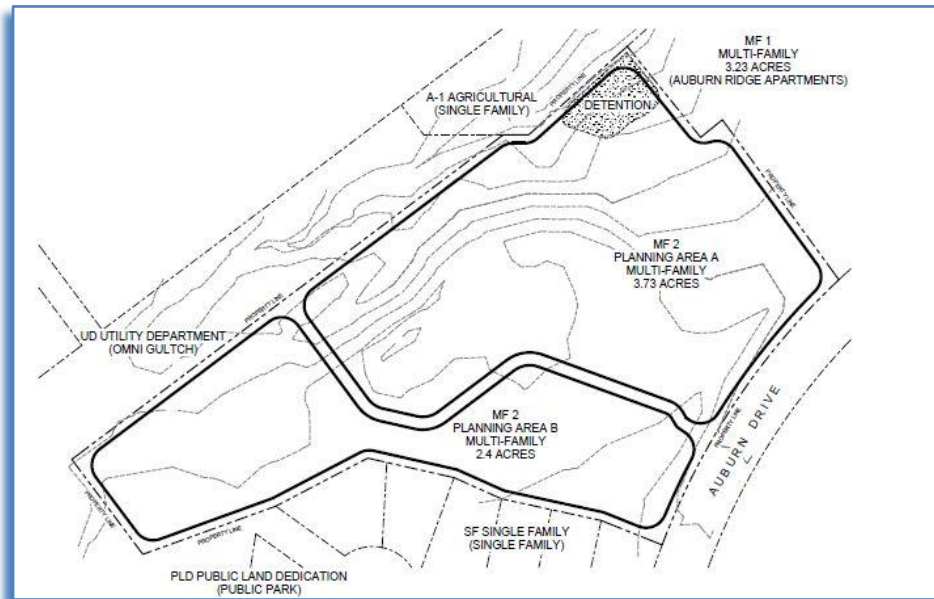 MF 1
MULTI-FAMILY
3.23 ACRES
(AUBURN RIDGE APARTMENTS)
PROPERTY LINE
A-1 AGRICULTURAL
(SINGLE FAMILY)
DETENTION
PROPERTY LINE
MF 2
PLANNING AREA A
MULTI-FAMILY
3.73 ACRES
PROPERTY LINE
UD UTILITY DEPARTMENT
(OMNI GULTCH)
MF 2
PLANNING AREA B
MULTI-FAMILY
2.4 ACRES
PROPERTY LINE
AUBURN DRIVE
PROPERTY LINE
PROPERTY LINE
SF SINGLE FAMILY
(SINGLE FAMILY)
PLD PUBLIC LAND DEDICATION
(PUBLIC PARK)